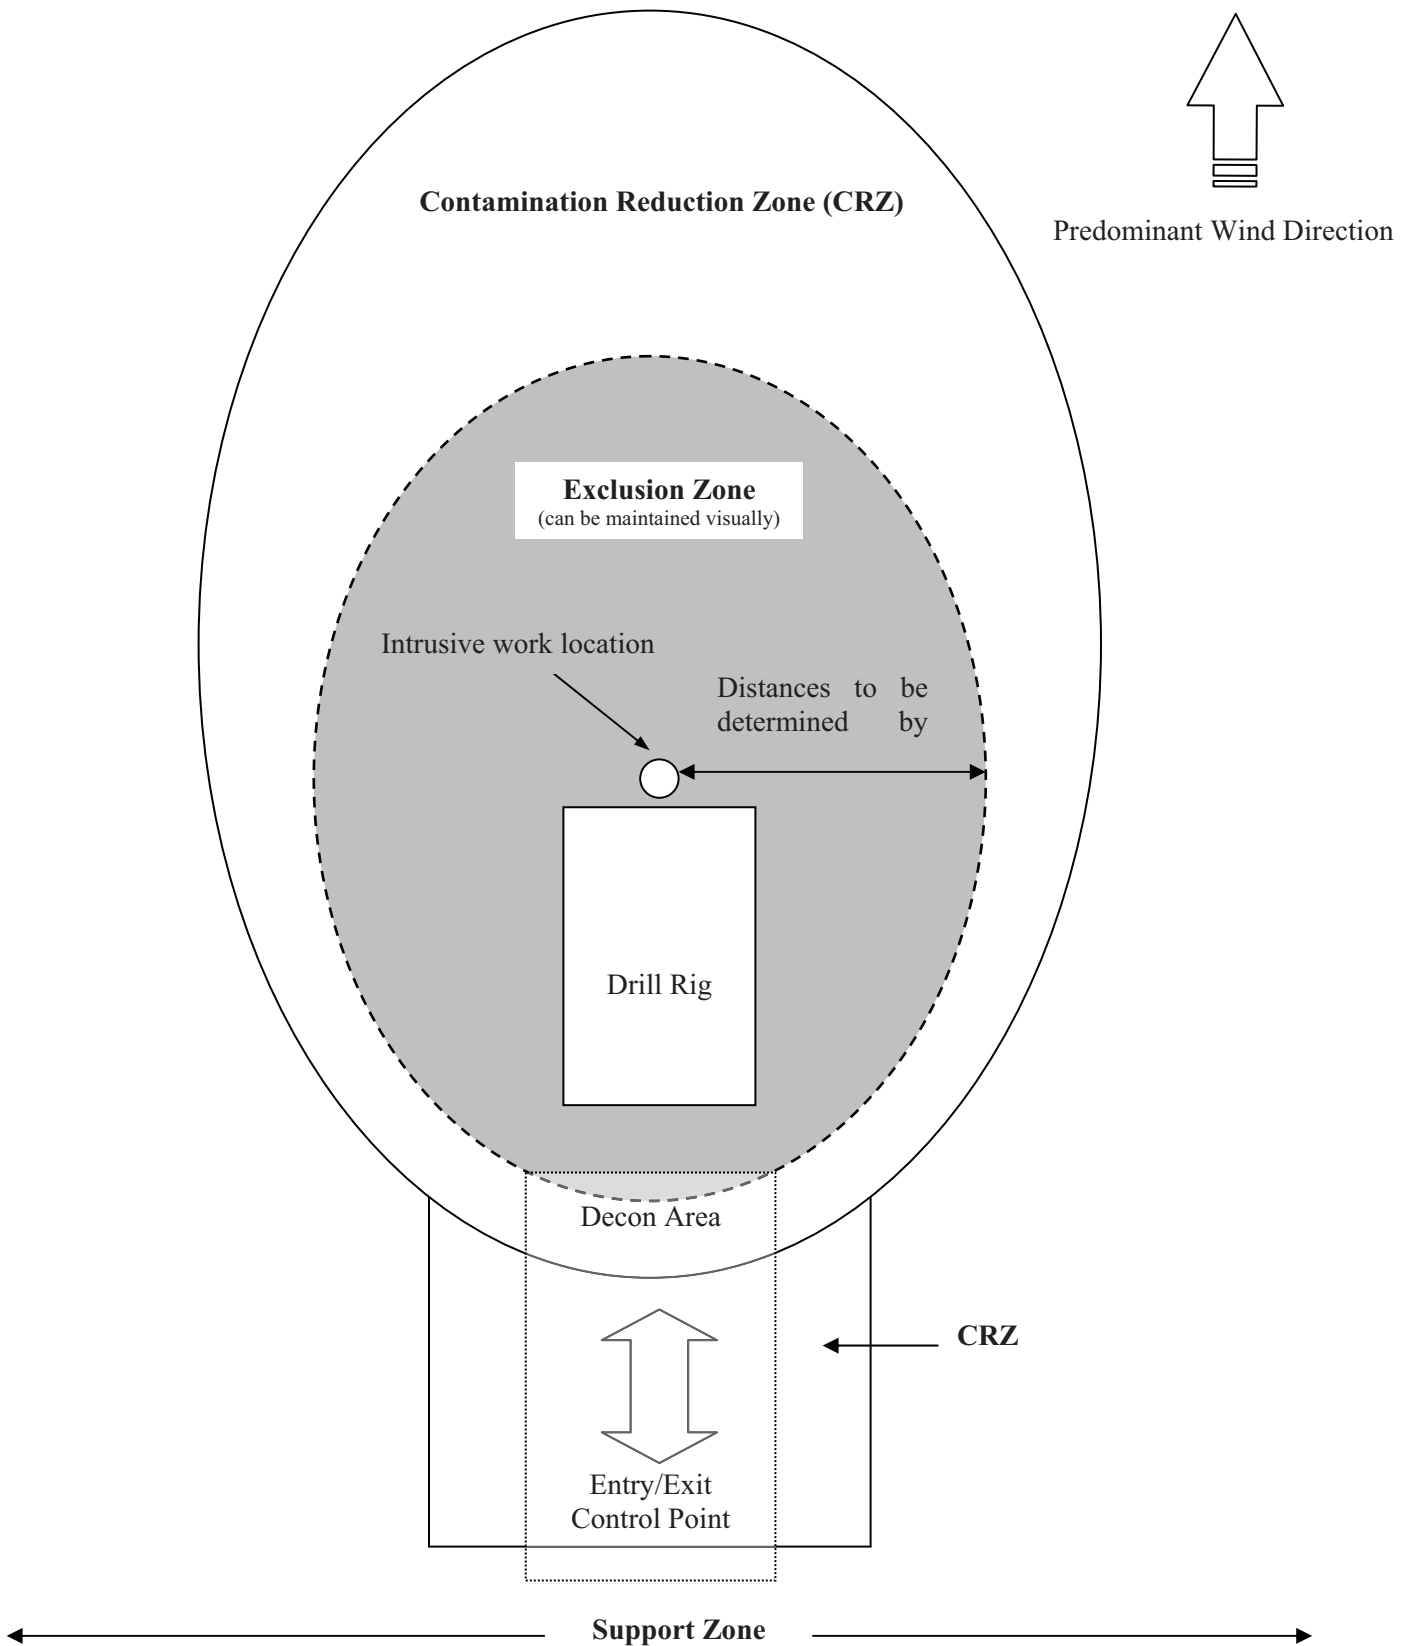 Contamination Reduction Zone (CRZ)
Predominant Wind Direction
Exclusion Zone
(can be maintained visually)
Intrusive work location
Distances to be
determined by
Drill Rig
Decon Area
CRZ
Entry/Exit
Control Point
Support Zone